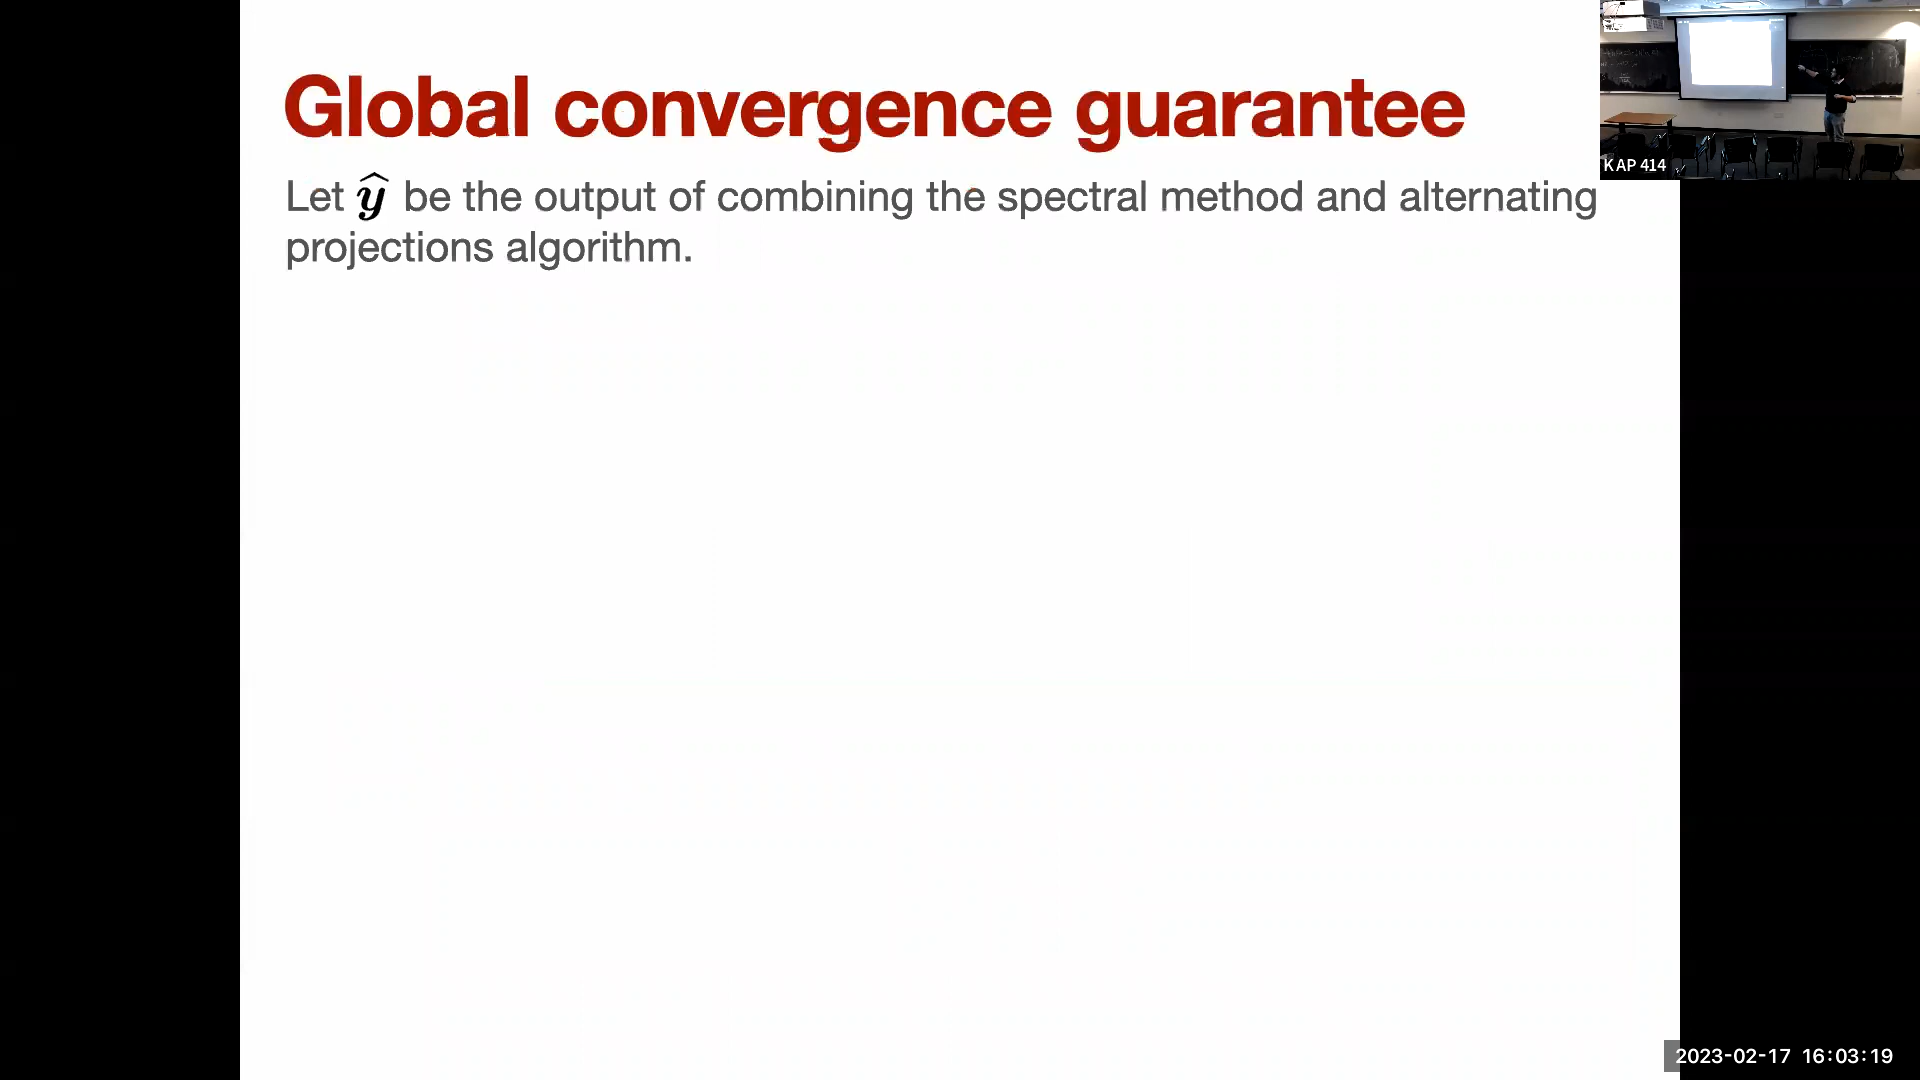 Global convergence guarantee
Let ŷ be the output of combining the spectral method and alternating
projections algorithm.
KAP 414
2023-02-17 16:03:19